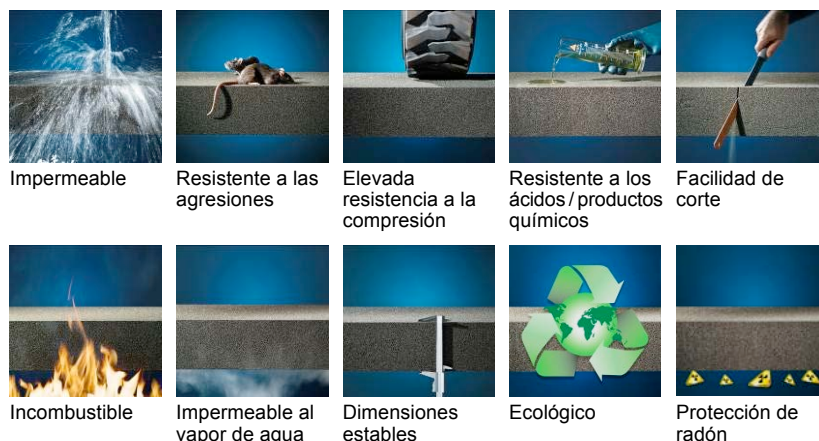 Impermeable
Resistente a las
agresiones
Elevada
resistencia a la
compresión
Resistente a los
ácidos / productos
químicos
Facilidad de
corte
Incombustible
Impermeable al
vapor de agua
Dimensiones
estables
Ecológico
Protección de
radón